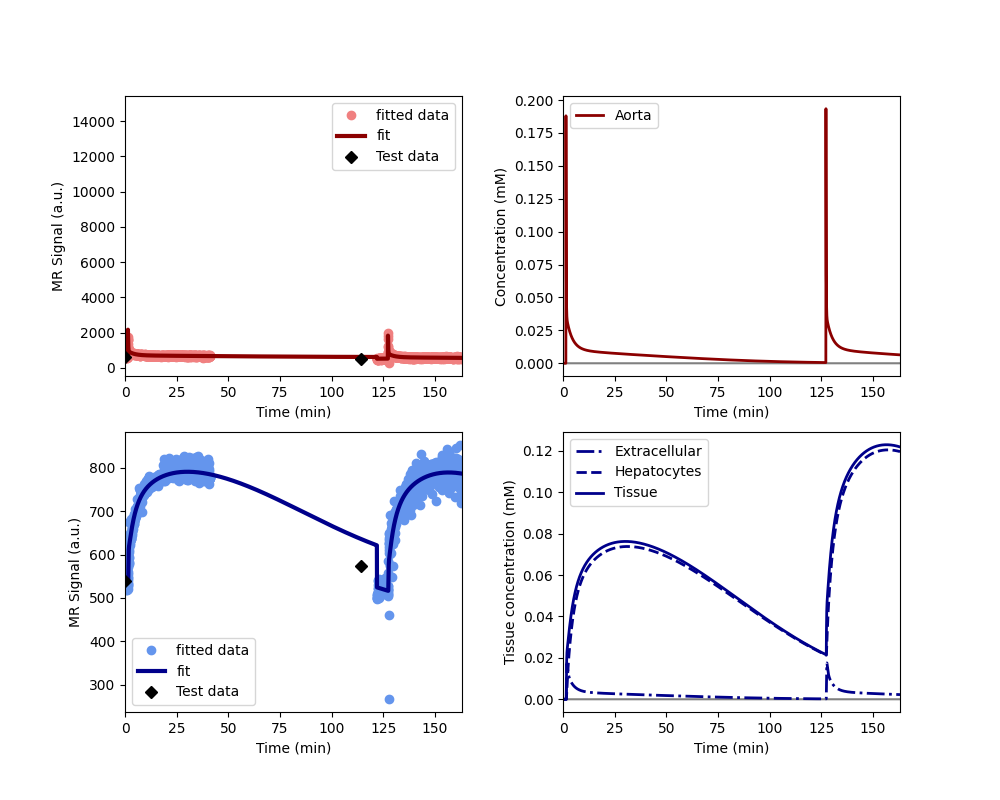 14000
12000
10000
8000
6000
4000
2000
0
MR Signal (a.u.)
fitted data
fit
Test data
0 25 50 75 100 125 150
Time (min)
0.200
0.175
0.150
0.125
0.100
0.075
0.050
0.025
0.000
Concentration (mM)
Aorta
0 25 50 75 100 125 150
Time (min)
800
700
600
500
400
300
MR Signal (a.u.)
fitted data
fit
Test data
0 25 50 75 100 125 150
Time (min)
0.12
0.10
0.08
0.06
0.04
0.02
0.00
Tissue concentration (mM)
Extracellular
Hepatocytes
Tissue
0 25 50 75 100 125 150
Time (min)